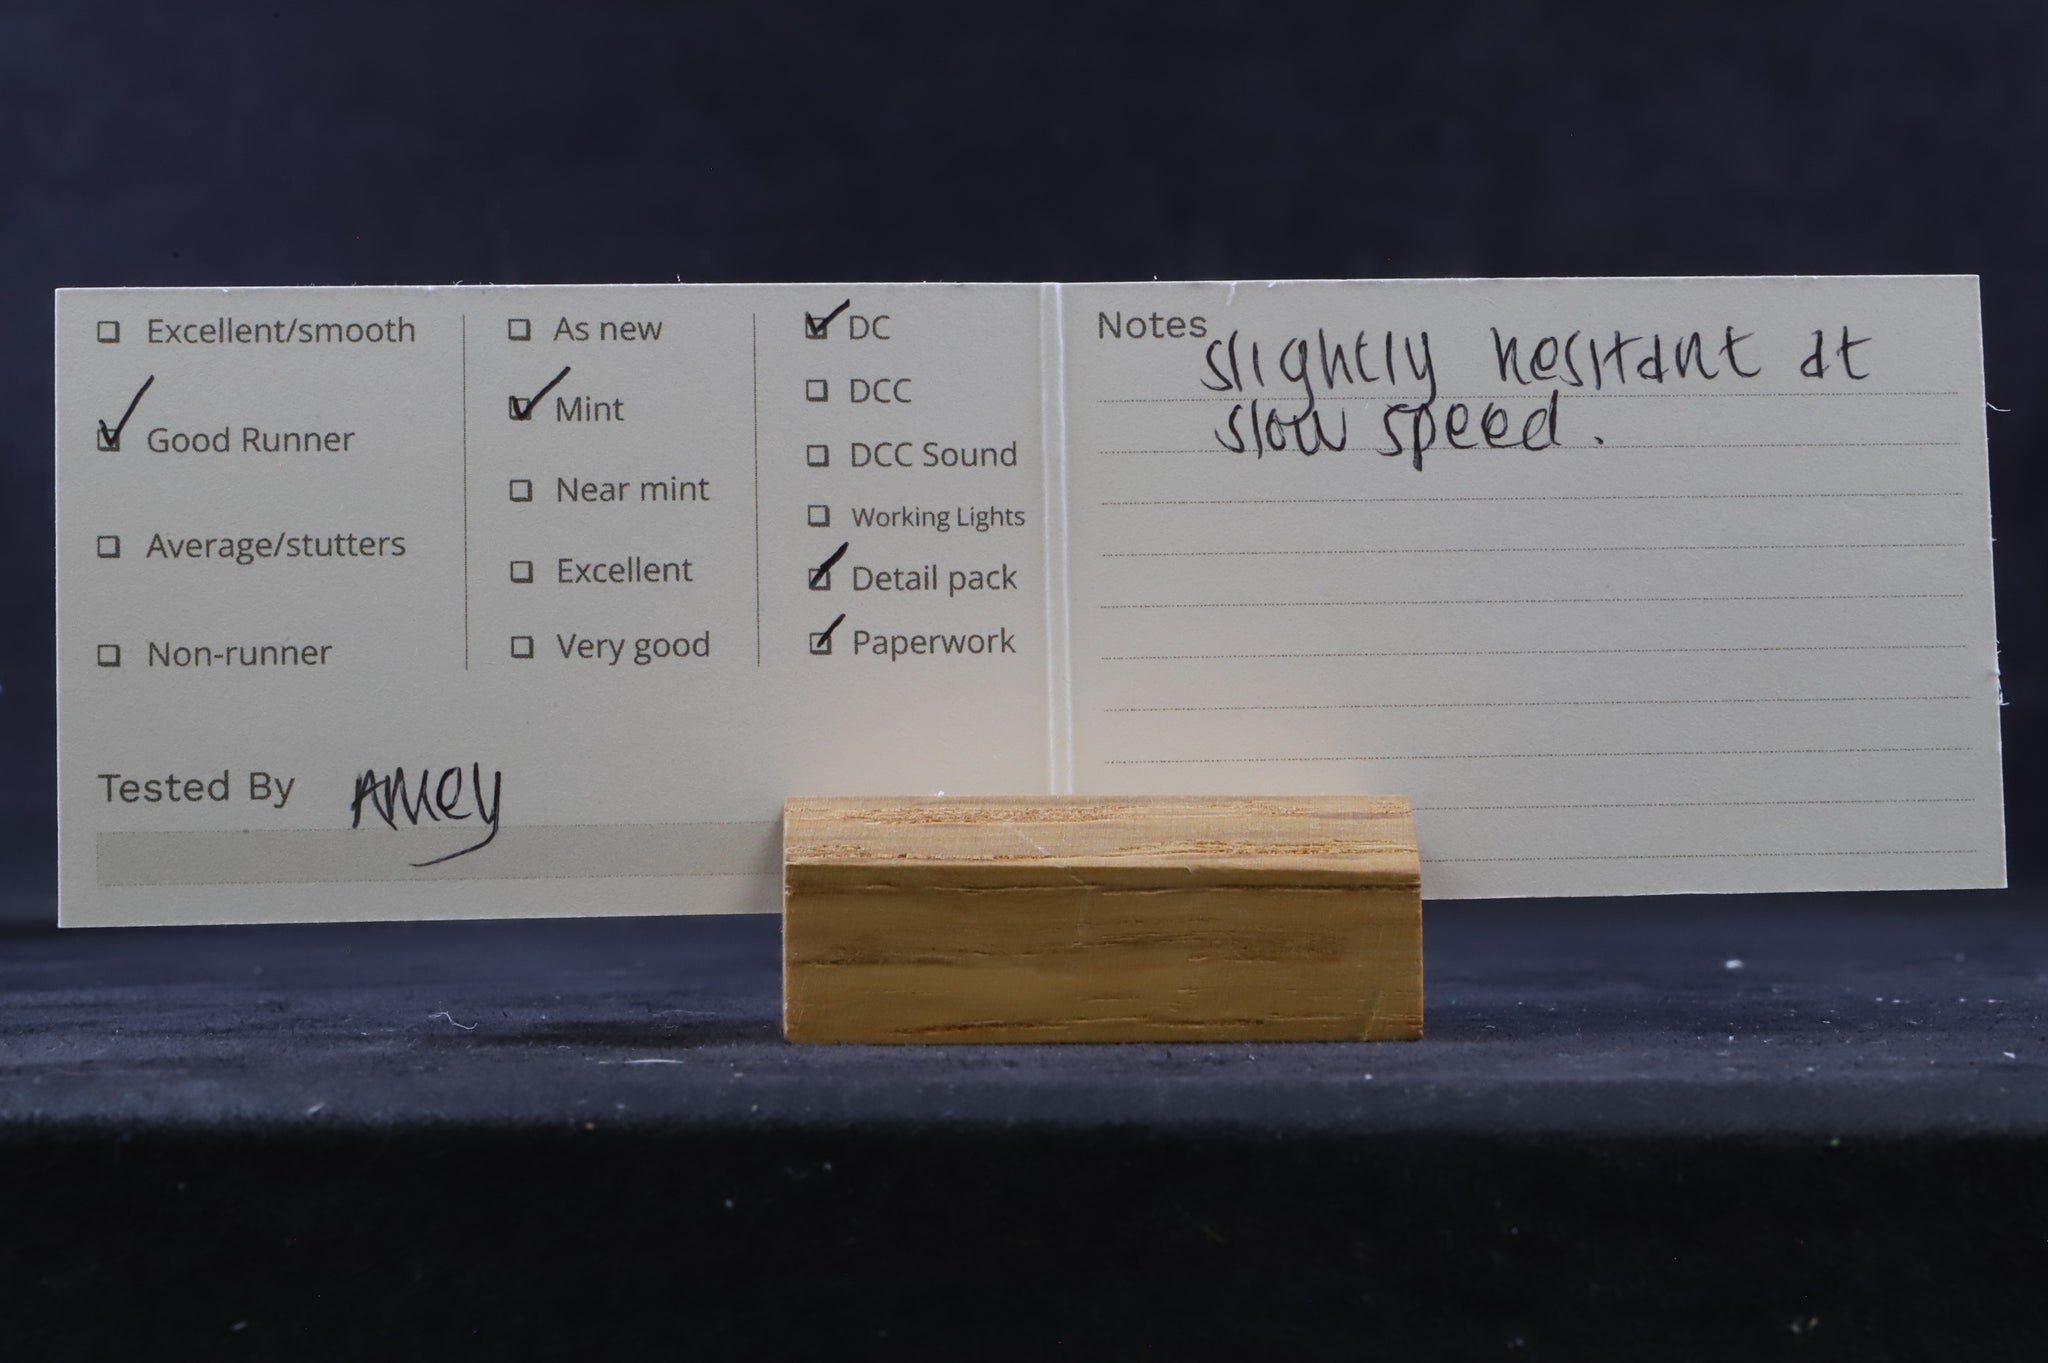 Excellent/smooth
Good Runner
Average/stutters
Non-runner
As new
Mint
Near mint
Excellent
Very good
DC
DCC
DCC Sound
Working Lights
Detail pack
Paperwork
Tested By
Notes
slightly hesitant at
slow speed.